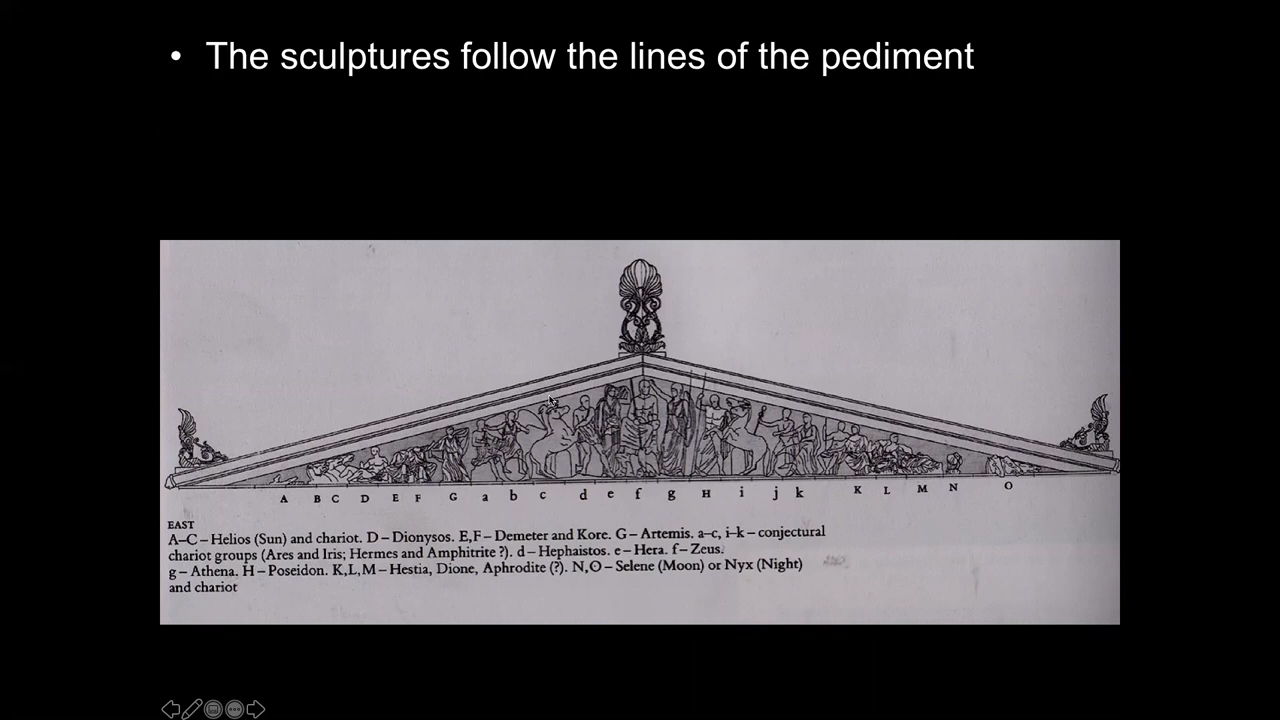 • The sculptures follow the lines of the pediment
A B C D E F G a b c d e f g H i j k K L M N O
EAST
A–C – Helios (Sun) and chariot. D – Dionysos. E,F – Demeter and Kore. G – Artemis. a–c, i–k – conjectural
chariot groups (Ares and Iris; Hermes and Amphitrite ?). d – Hephaistos. e – Hera. f – Zeus.
g – Athena. H – Poseidon. K,L,M – Hestia, Dione, Aphrodite (?). N,O – Selene (Moon) or Nyx (Night)
and chariot